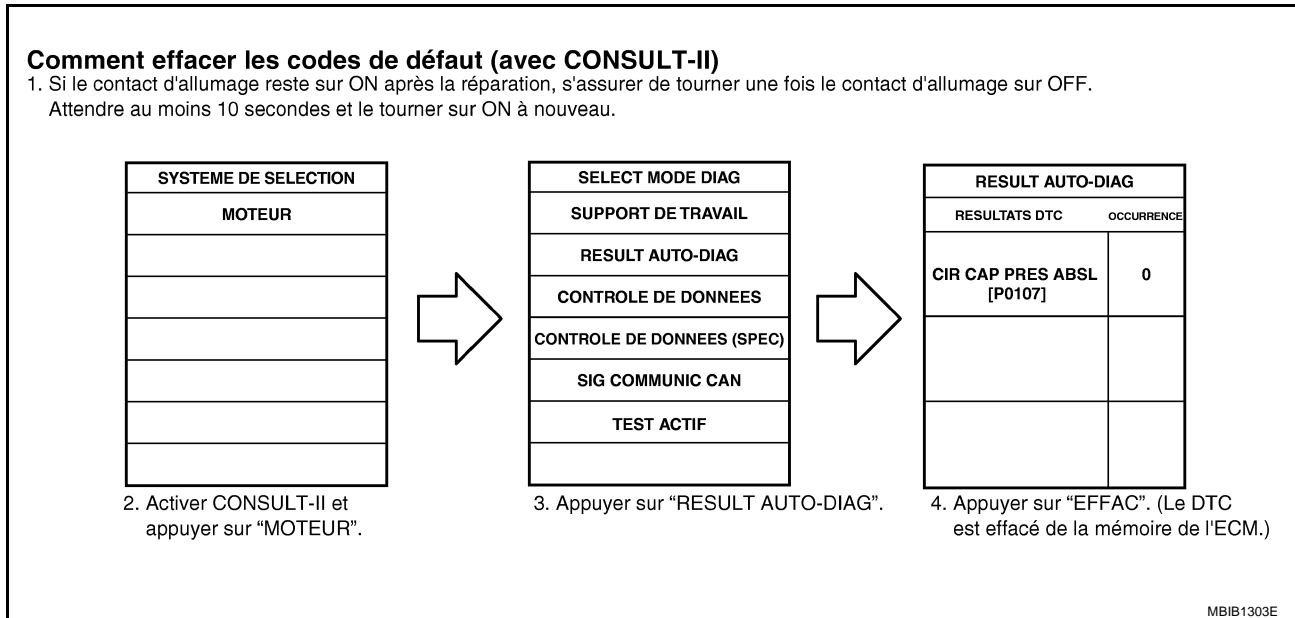 Comment effacer les codes de défaut (avec CONSULT-II)
1. Si le contact d'allumage reste sur ON après la réparation, s'assurer de tourner une fois le contact d'allumage sur OFF.
Attendre au moins 10 secondes et le tourner sur ON à nouveau.
SYSTEME DE SELECTION
MOTEUR
2. Activer CONSULT-II et
appuyer sur “MOTEUR”.
SELECT MODE DIAG
SUPPORT DE TRAVAIL
RESULT AUTO-DIAG
CONTROLE DE DONNEES
CONTROLE DE DONNEES (SPEC)
SIG COMMUNIC CAN
TEST ACTIF
3. Appuyer sur “RESULT AUTO-DIAG”.
RESULT AUTO-DIAG
RESULTATS DTC OCCURRENCE
CIR CAP PRES ABSL 0
[P0107]
4. Appuyer sur “EFFAC”. (Le DTC
est effacé de la mémoire de l'ECM.)
MBIB1303E